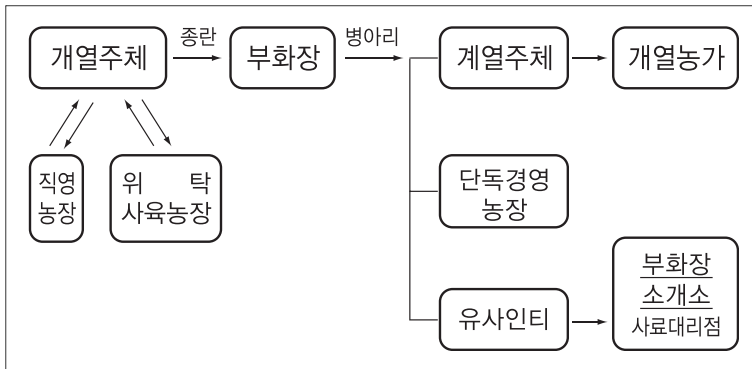 개열주체
종란
부화장
병아리
계열주체
개열농가
직영
농장
위 탁
사육농장
단독경영
농장
유사인티
부화장
소개소
사료대리점